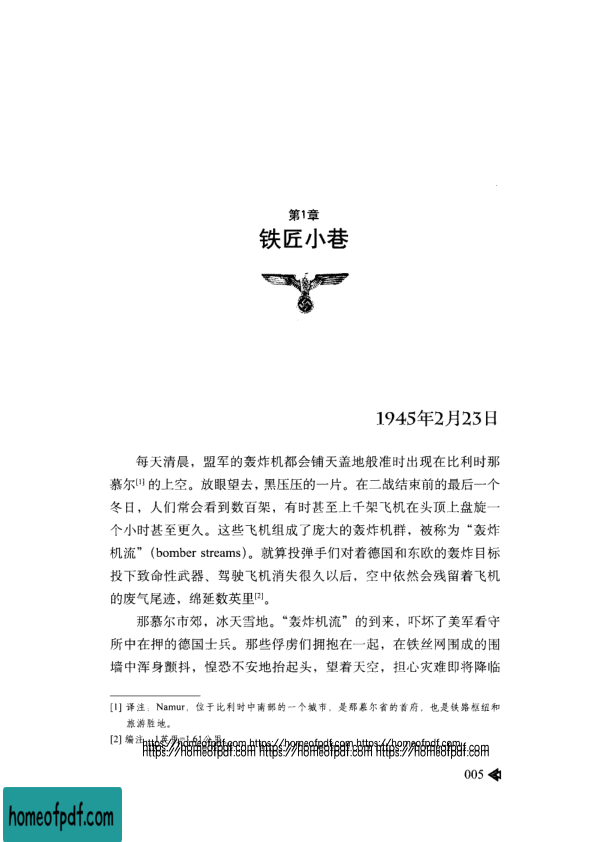 第1章
铁匠小巷
1945年2月23日
每天清晨，盟军的轰炸机都会铺天盖地般准时出现在比利时那
慕尔[1] 的上空。放眼望去，黑压压的一片。在二战结束前的最后一个
冬日，人们常会看到数百架，有时甚至上千架飞机在头顶上盘旋一
个小时甚至更久。这些飞机组成了庞大的轰炸机群，被称为“轰炸
机流”（bomber streams）。就算投弹手们对着德国和东欧的轰炸目标
投下致命性武器、驾驶飞机消失很久以后，空中依然会残留着飞机
的废气尾迹，绵延数英里[2]。
那慕尔市郊，冰天雪地。“轰炸机流”的到来，吓坏了美军看守
所中在押的德国士兵。那些俘虏们拥抱在一起，在铁丝网围成的围
墙中浑身颤抖，惶恐不安地抬起头，望着天空，担心灾难即将降临
[1] 译注：Namur，位于比利时中南部的一个城市，是那慕尔省的首府，也是铁路枢纽和
旅游胜地。
[2] 编注：1英里=1.61公里。
https://homeofpdf.com https://homeofpdf.com https://homeofpdf.com
https://homeofpdf.com https://homeofpdf.com https://homeofpdf.com
005
homeofpdf.com